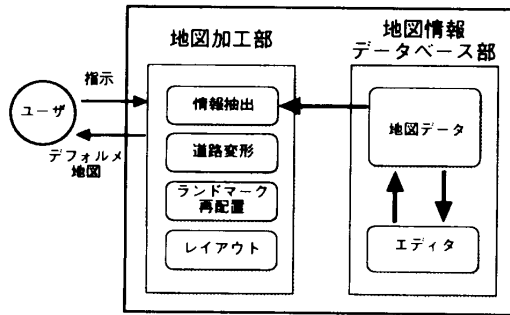 地図加工部
地図情報
データベース部
指示
ユーザ
デフォルメ
地図
情報抽出
道路変形
ランドマーク
再配置
レイアウト
地図データ
エディタ